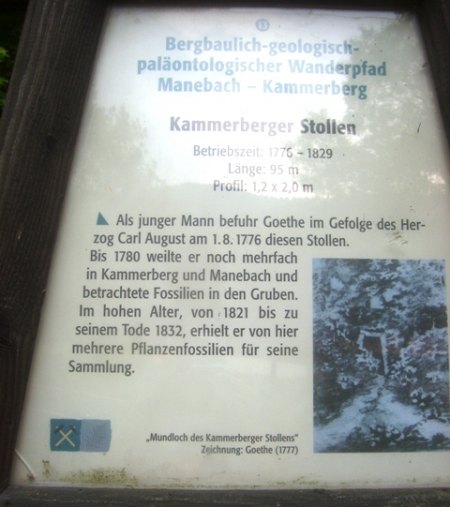 13
Bergbaulich-geologisch-
paläontologischer Wanderpfad
Manebach – Kammerberg
Kammerberger Stollen
Betriebszeit: 1776 – 1829
Länge: 95 m
Profil: 1,2 x 2,0 m
Als junger Mann befuhr Goethe im Gefolge des Her-
zog Carl August am 1.8.1776 diesen Stollen.
Bis 1780 weilte er noch mehrfach
in Kammerberg und Manebach und
betrachtete Fossilien in den Gruben.
Im hohen Alter, von 1821 bis zu
seinem Tode 1832, erhielt er von hier
mehrere Pflanzenfossilien für seine
Sammlung.
„Mundloch des Kammerberger Stollens"
Zeichnung: Goethe (1777)